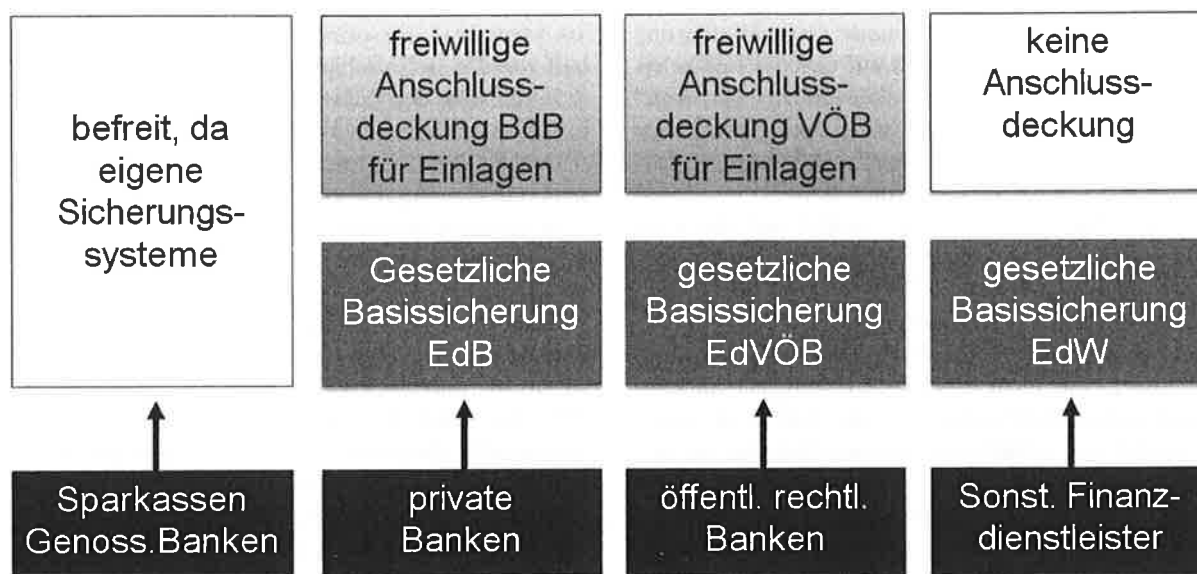 befreit, da
eigene
Sicherungs-
systeme
freiwillige
Anschluss-
deckung BdB
für Einlagen
freiwillige
Anschluss-
deckung VÖB
für Einlagen
keine
Anschluss-
deckung
Gesetzliche
Basissicherung
EdB
gesetzliche
Basissicherung
EdVÖB
gesetzliche
Basissicherung
EdW
Sparkassen
Genoss.Banken
private
Banken
öffentl. rechtl.
Banken
Sonst. Finanz-
dienstleister